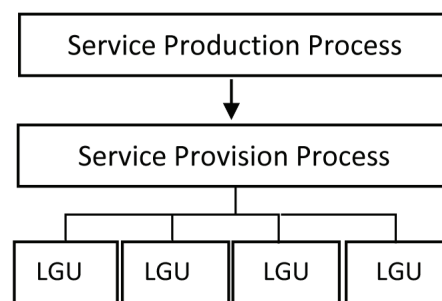 Service Production Process
Service Provision Process
LGU LGU LGU LGU